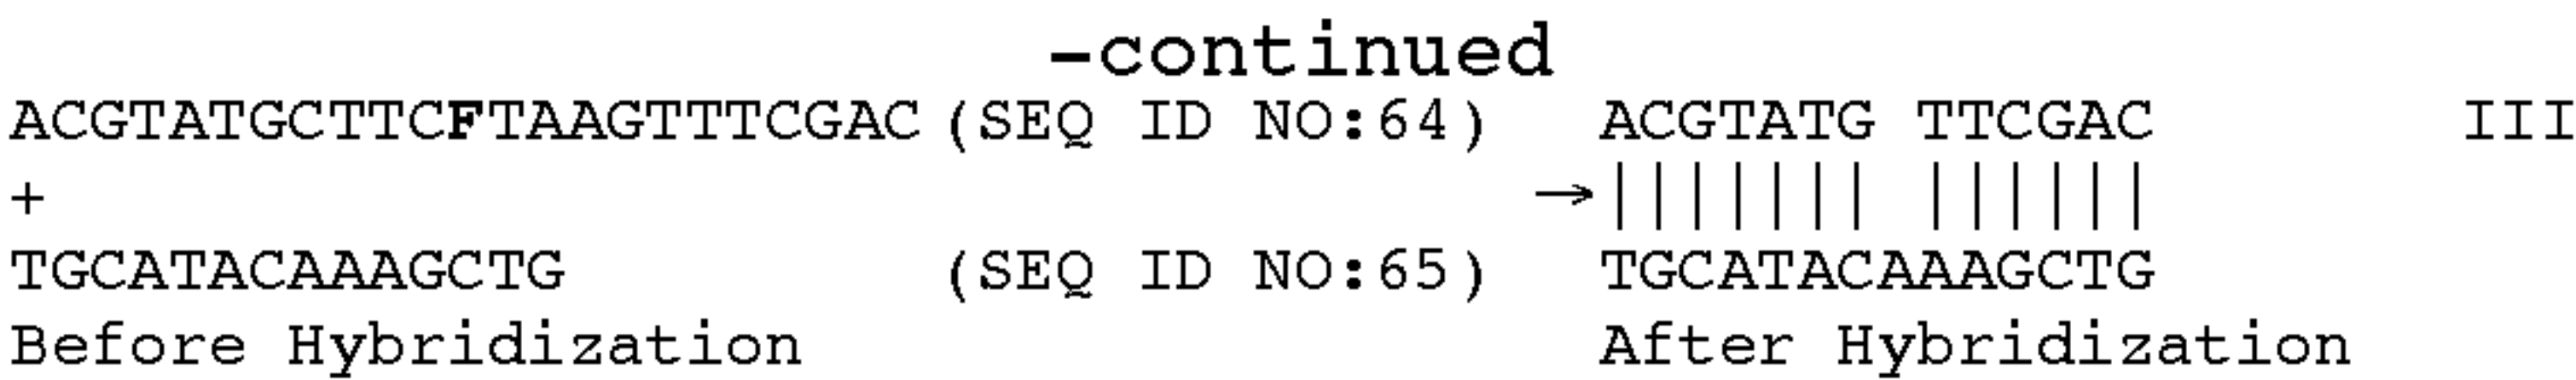 -continued
ACGTATGCTTCFTAAGTTTCGAC (SEQ ID NO:64) ACGTATG TTCGAC III
+ →||||||| ||||||
TGCATACAAAGCTG (SEQ ID NO:65) TGCATACAAAGCTG
Before Hybridization After Hybridization